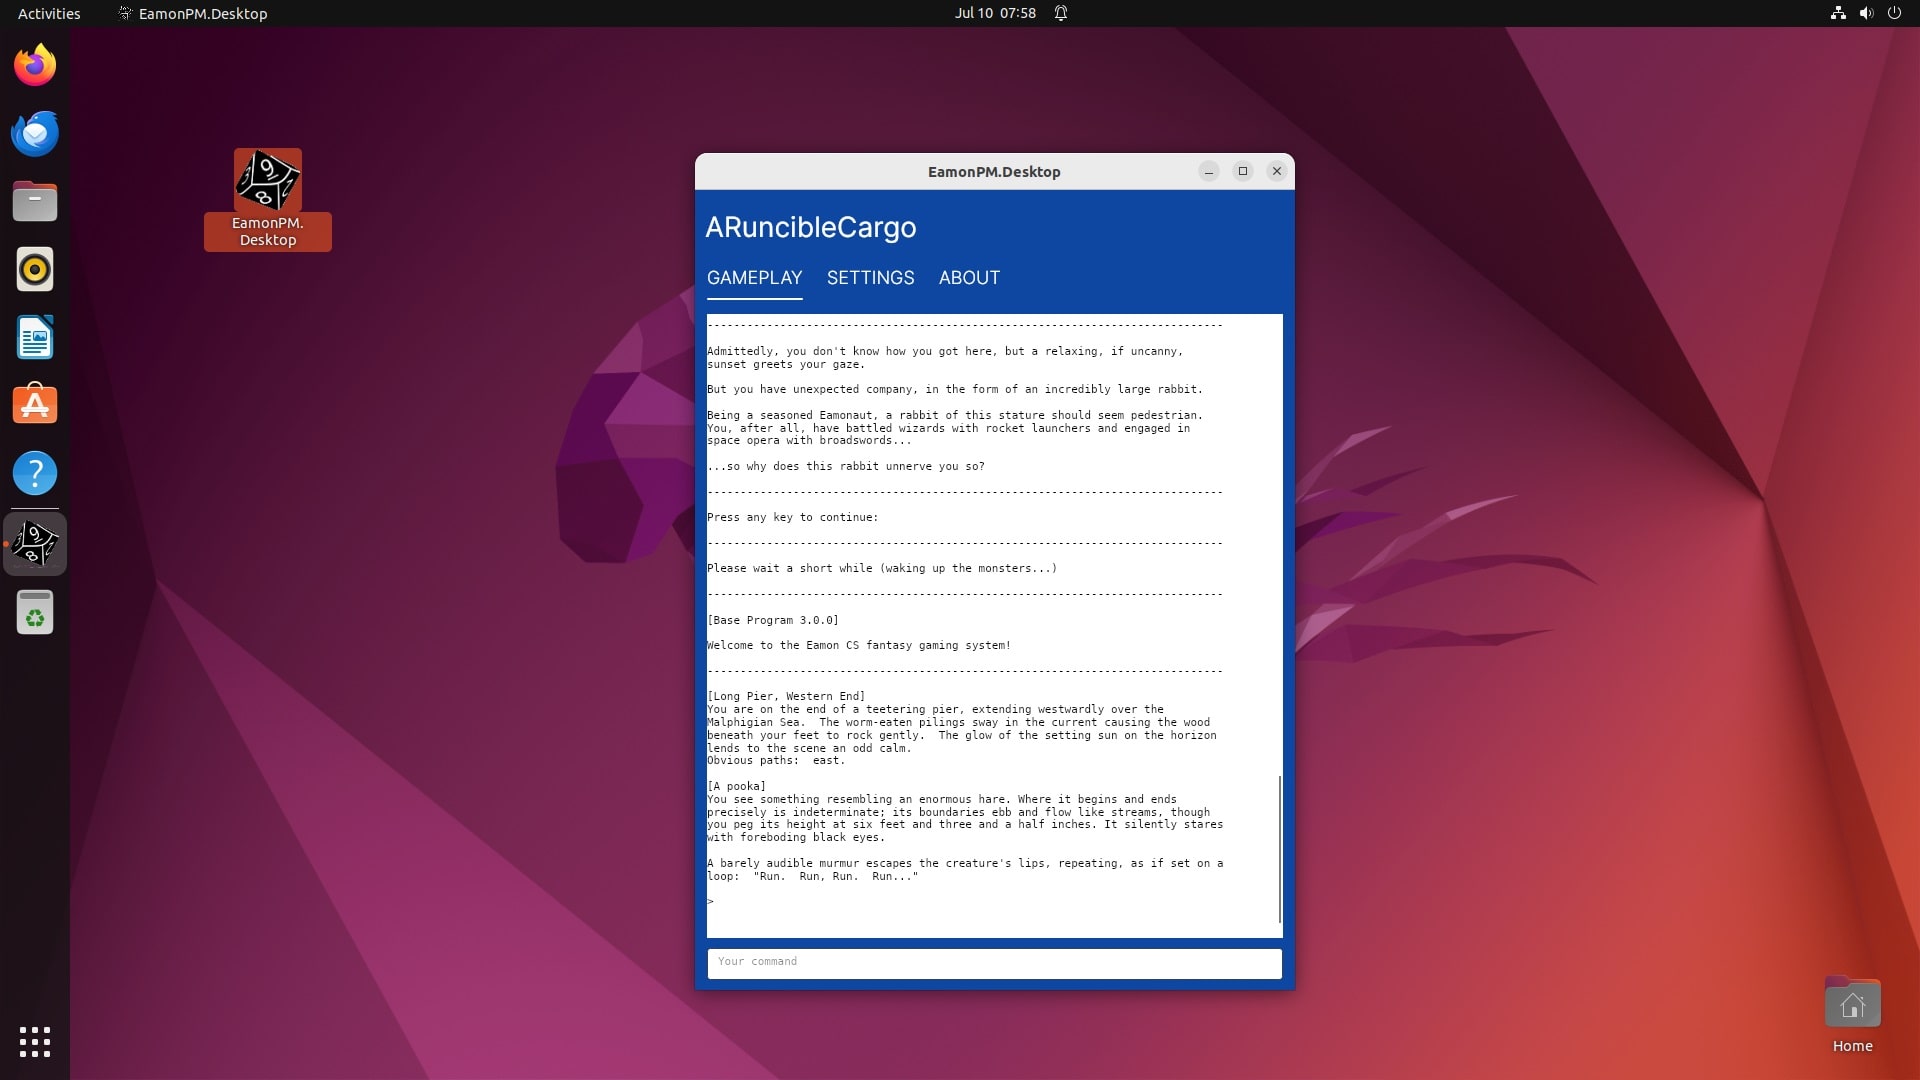 Activities
EamonPM.Desktop
Jul 10 07:58
EamonPM.
Desktop
EamonPM.Desktop
ARuncibleCargo
GAMEPLAY SETTINGS ABOUT
------------------------------------------------------------------------------
Admittedly, you don't know how you got here, but a relaxing, if uncanny,
sunset greets your gaze.
But you have unexpected company, in the form of an incredibly large rabbit.
Being a seasoned Eamonaut, a rabbit of this stature should seem pedestrian.
You, after all, have battled wizards with rocket launchers and engaged in
space opera with broadswords...
...so why does this rabbit unnerve you so?
------------------------------------------------------------------------------
Press any key to continue:
------------------------------------------------------------------------------
Please wait a short while (waking up the monsters...)
------------------------------------------------------------------------------
[Base Program 3.0.0]
Welcome to the Eamon CS fantasy gaming system!
------------------------------------------------------------------------------
[Long Pier, Western End]
You are on the end of a teetering pier, extending westwardly over the
Malphigian Sea.  The worm-eaten pilings sway in the current causing the wood
beneath your feet to rock gently.  The glow of the setting sun on the horizon
lends to the scene an odd calm.
Obvious paths:  east.
[A pooka]
You see something resembling an enormous hare. Where it begins and ends
precisely is indeterminate; its boundaries ebb and flow like streams, though
you peg its height at six feet and three and a half inches. It silently stares
with foreboding black eyes.
A barely audible murmur escapes the creature's lips, repeating, as if set on a
loop:  "Run.  Run, Run.  Run..."
>
Your command
Home